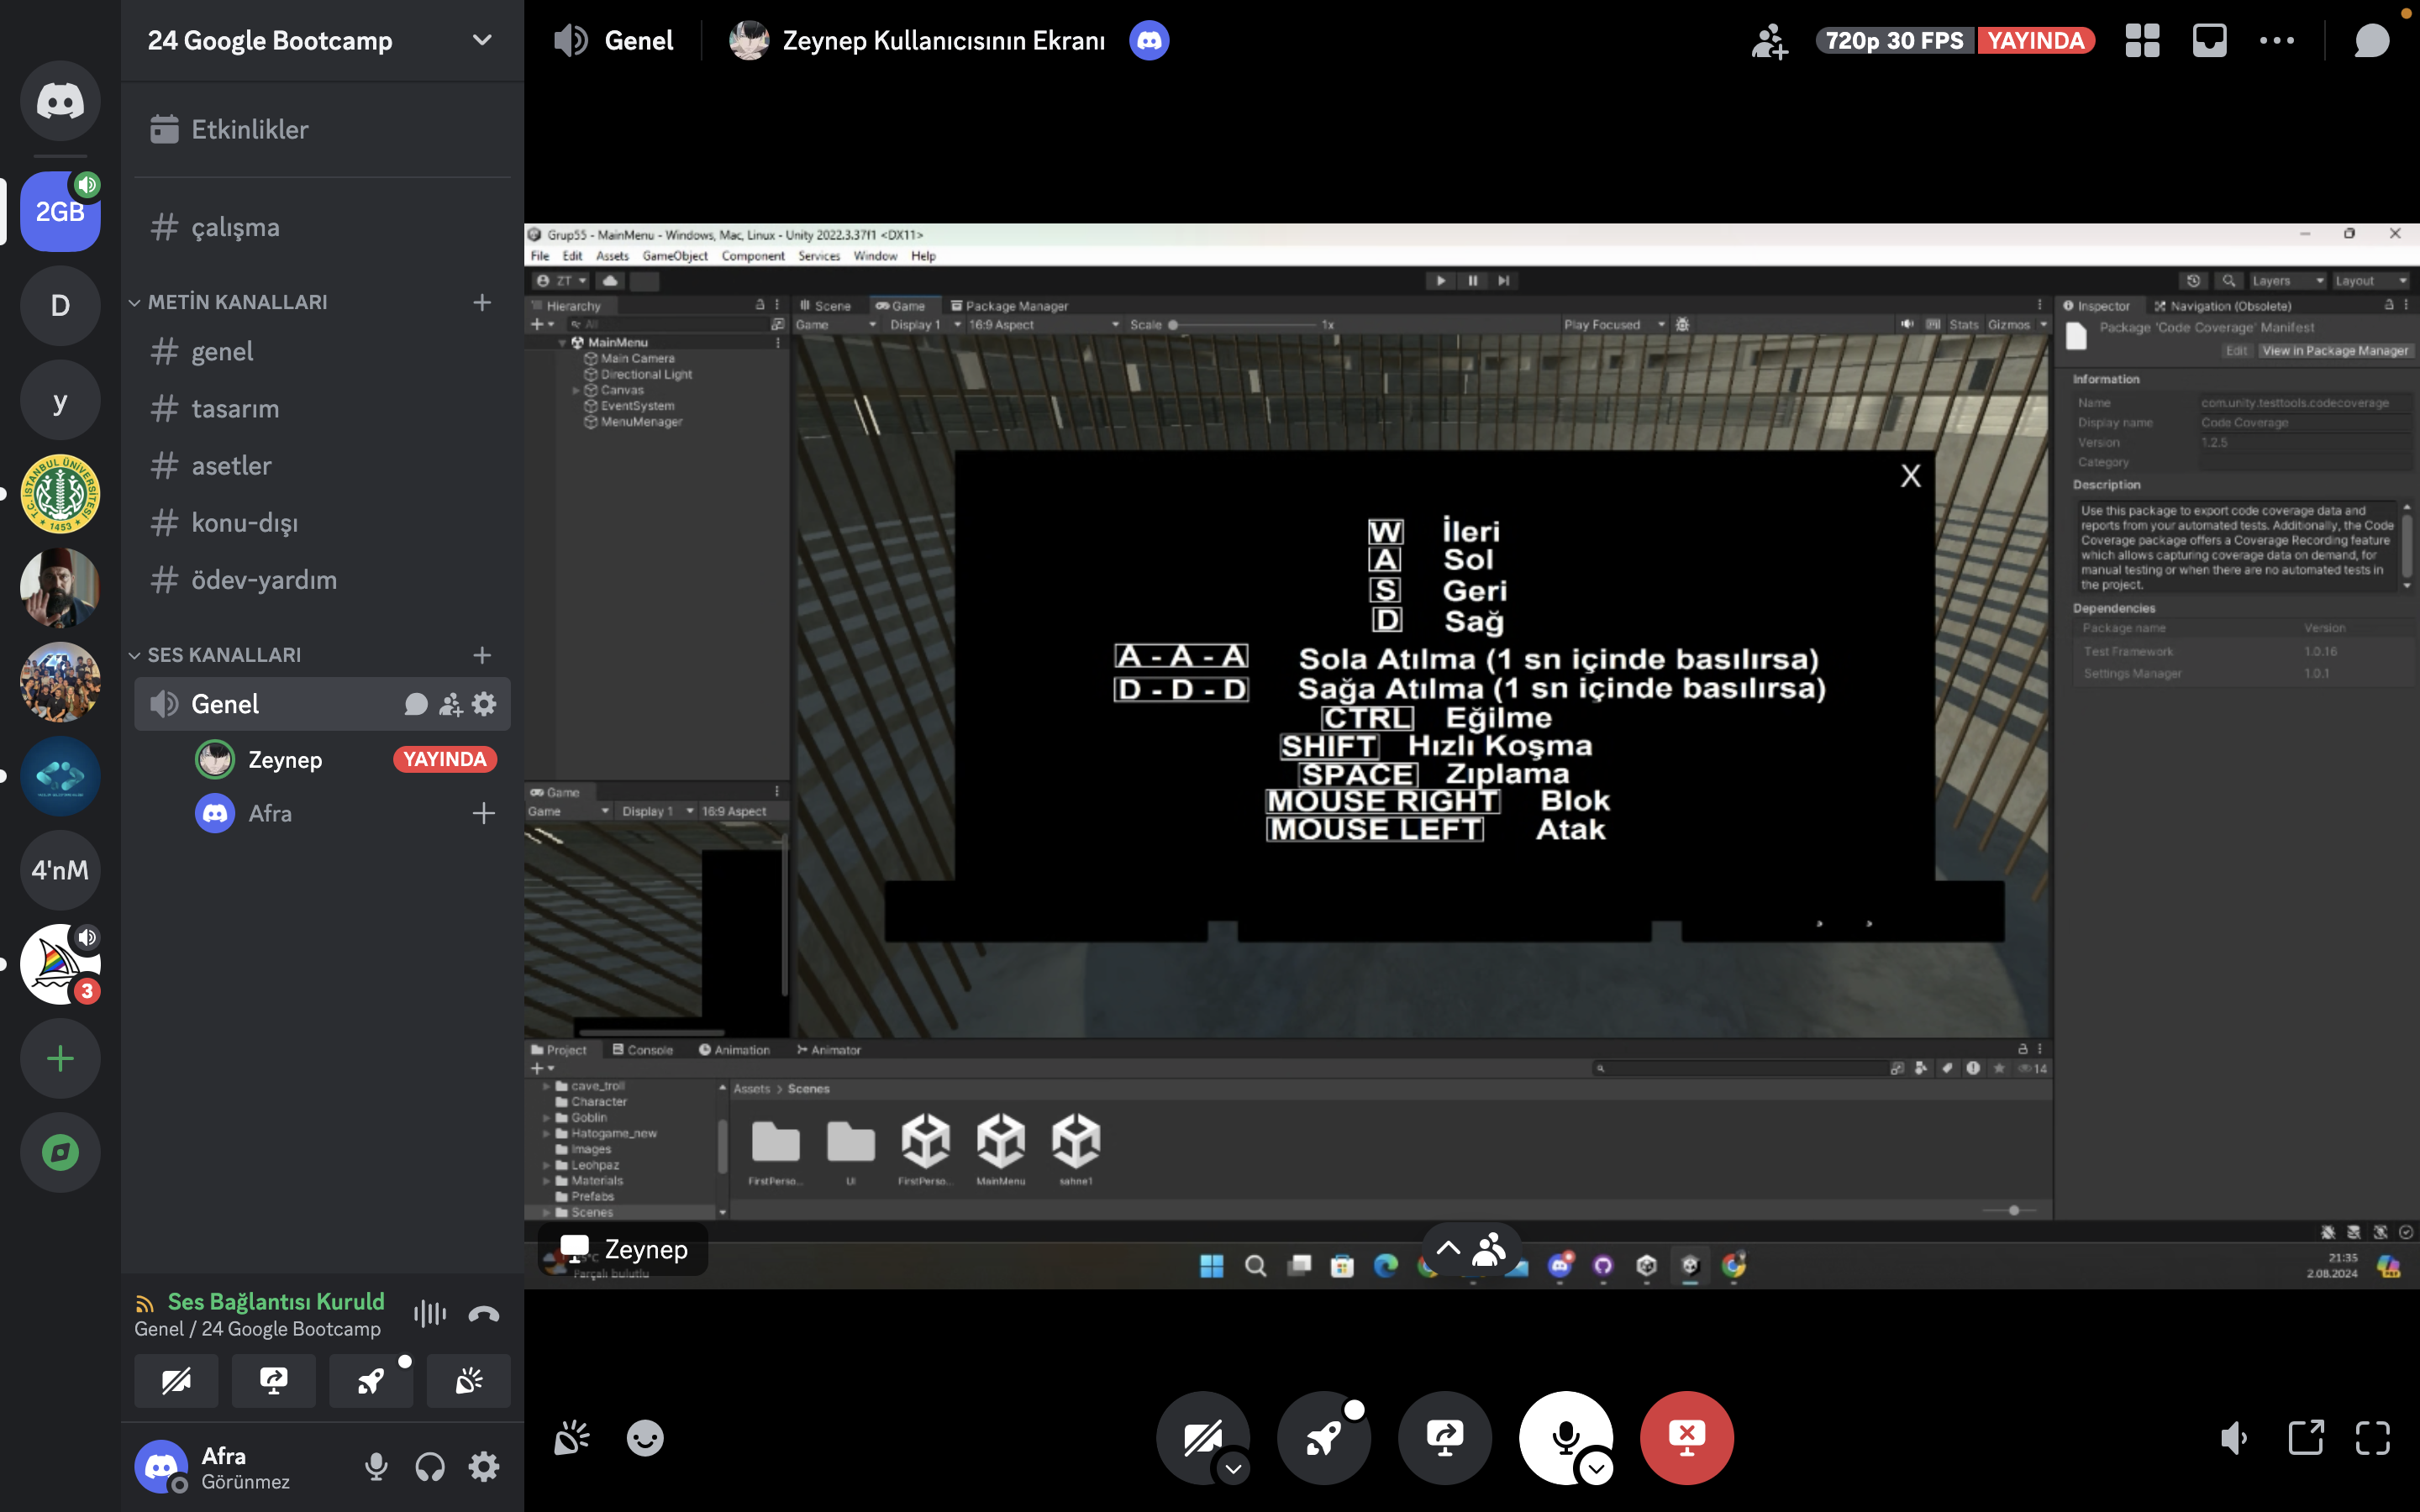 24 Google Bootcamp
Etkinlikler
çalışma
METİN KANALLARI
genel
tasarım
asetler
konu-dışı
ödev-yardım
SES KANALLARI
Genel
Zeynep YAYINDA
Afra
2GB
D
y
T.C. İSTANBUL ÜNİVERSİTESİ
1453
4'nM
3
Ses Bağlantısı Kuruld
Genel / 24 Google Bootcamp
Afra
Görünmez
Genel
Zeynep Kullanıcısının Ekranı
720p 30 FPS YAYINDA
Grup55 - MainMenu - Windows, Mac, Linux - Unity 2022.3.37f1 <DX11>
File Edit Assets GameObject Component Services Window Help
ZT
Layers Layout
Hierarchy
All
MainMenu
Main Camera
Directional Light
Canvas
EventSystem
MenuMenager
Scene Game Package Manager
Game Display 1 16:9 Aspect Scale 1x Play Focused Stats Gizmos
X
W İleri
A Sol
S Geri
D Sağ
A - A - A Sola Atılma (1 sn içinde basılırsa)
D - D - D Sağa Atılma (1 sn içinde basılırsa)
CTRL Eğilme
SHIFT Hızlı Koşma
SPACE Zıplama
MOUSE RIGHT Blok
MOUSE LEFT Atak
Game
Game Display 1 16:9 Aspect
Inspector Navigation (Obsolete)
Package 'Code Coverage' Manifest
Edit View in Package Manager
Information
Name com.unity.testtools.codecoverage
Display name Code Coverage
Version 1.2.5
Category
Description
Use this package to export code coverage data and
reports from your automated tests. Additionally, the Code
Coverage package offers a Coverage Recording feature
which allows capturing coverage data on demand, for
manual testing or when there are no automated tests in
the project.
Dependencies
Package name Version
Test Framework 1.0.16
Settings Manager 1.0.1
Project Console Animation Animator
14
cave_troll
Character
Goblin
Hatogame_new
Images
Leohpaz
Materials
Prefabs
Scenes
Assets > Scenes
FirstPerso... UI FirstPerso... MainMenu sahne1
Zeynep
Parçalı bulutlu
21:35
2.08.2024